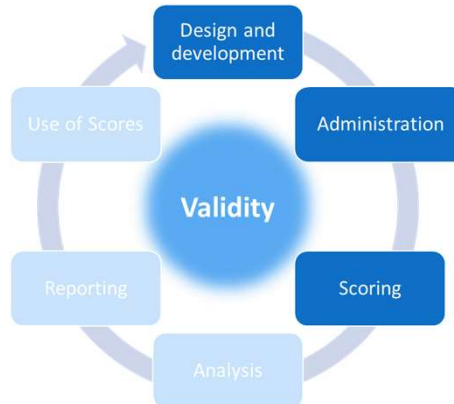 Design and
development
Administration
Scoring
Analysis
Reporting
Use of Scores
Validity